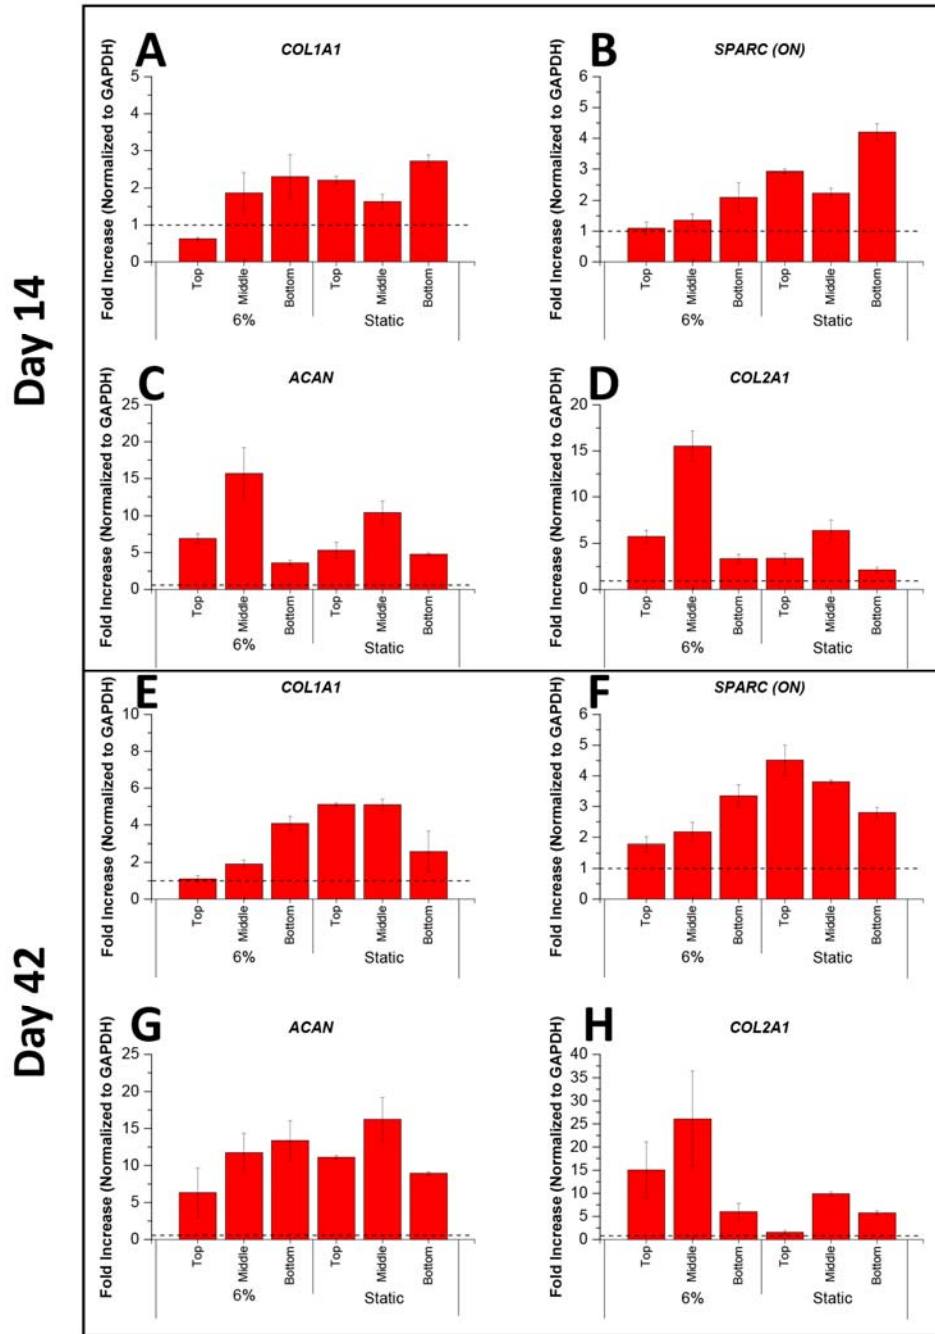 Day 14
A
COL1A1
Fold Increase (Normalized to GAPDH)
5
4
3
2
1
0
Top
Middle
Bottom
Top
Middle
Bottom
6%
Static
B
SPARC (ON)
Fold Increase (Normalized to GAPDH)
6
5
4
3
2
1
0
Top
Middle
Bottom
Top
Middle
Bottom
6%
Static
C
ACAN
Fold Increase (Normalized to GAPDH)
25
20
15
10
5
0
Top
Middle
Bottom
Top
Middle
Bottom
6%
Static
D
COL2A1
Fold Increase (Normalized to GAPDH)
20
15
10
5
0
Top
Middle
Bottom
Top
Middle
Bottom
6%
Static
Day 42
E
COL1A1
Fold Increase (Normalized to GAPDH)
10
8
6
4
2
0
Top
Middle
Bottom
Top
Middle
Bottom
6%
Static
F
SPARC (ON)
Fold Increase (Normalized to GAPDH)
6
5
4
3
2
1
0
Top
Middle
Bottom
Top
Middle
Bottom
6%
Static
G
ACAN
Fold Increase (Normalized to GAPDH)
25
20
15
10
5
0
Top
Middle
Bottom
Top
Middle
Bottom
6%
Static
H
COL2A1
Fold Increase (Normalized to GAPDH)
40
35
30
25
20
15
10
5
0
Top
Middle
Bottom
Top
Middle
Bottom
6%
Static